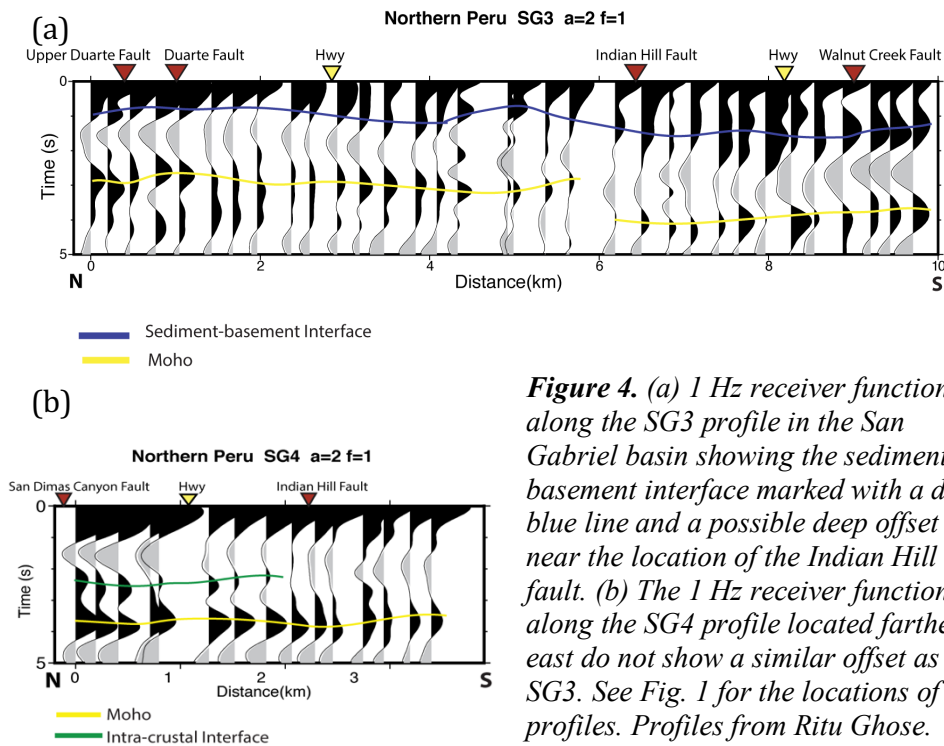 (a)
Northern Peru SG3 a=2 f=1
Upper Duarte Fault Duarte Fault Hwy Indian Hill Fault Hwy Walnut Creek Fault
0
Time (s)
5
0 2 4 6 8 10
N Distance(km) S
Sediment-basement Interface
Moho
(b)
Northern Peru SG4 a=2 f=1
San Dimas Canyon Fault Hwy Indian Hill Fault
0
Time (s)
5
0 1 2 3
N Distance(km) S
Moho
Intra-crustal Interface
Figure 4. (a) 1 Hz receiver function
along the SG3 profile in the San
Gabriel basin showing the sediment
basement interface marked with a d
blue line and a possible deep offset
near the location of the Indian Hill
fault. (b) The 1 Hz receiver function
along the SG4 profile located farthe
east do not show a similar offset as
SG3. See Fig. 1 for the locations of
profiles. Profiles from Ritu Ghose.